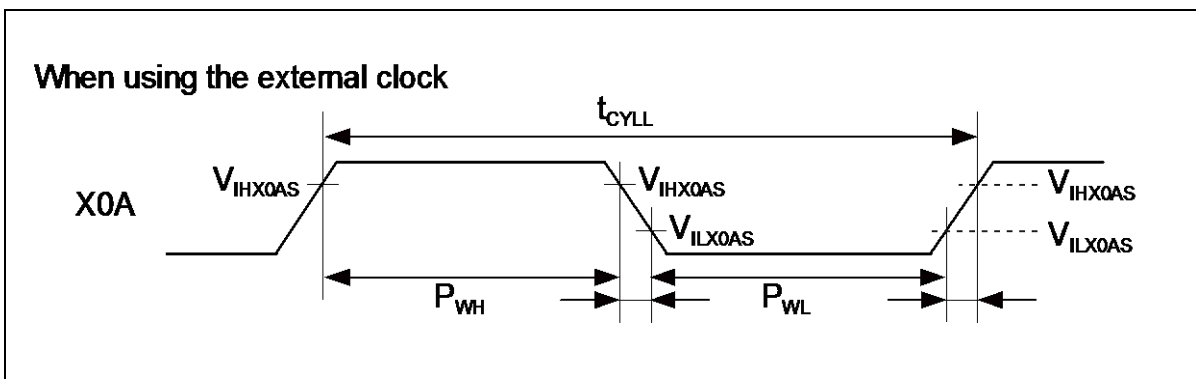 When using the external clock
tCYLL
VIHX0AS
VIHX0AS
VIHX0AS
X0A
VILX0AS
VILX0AS
PWH
PWL